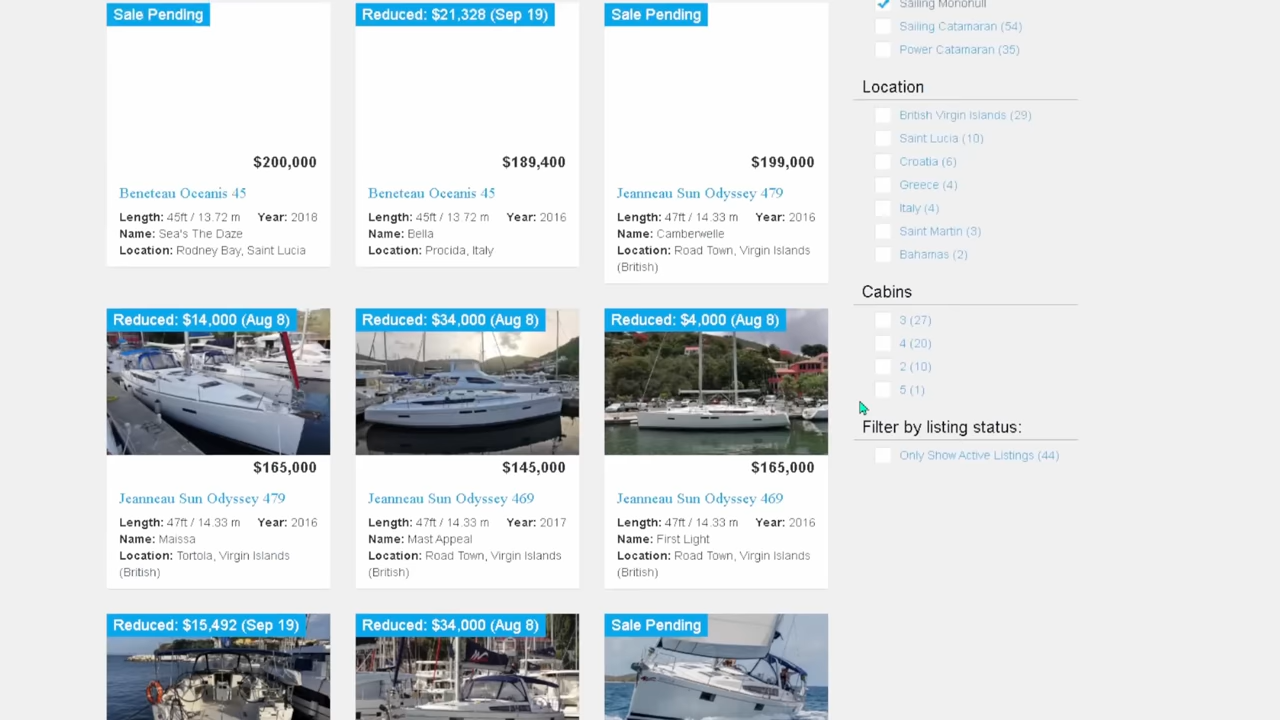 Sale Pending
Reduced: $21,328 (Sep 19)
Sale Pending
$200,000
$189,400
$199,000
Beneteau Oceanis 45
Beneteau Oceanis 45
Jeanneau Sun Odyssey 479
Length: 45ft / 13.72 m Year: 2018
Name: Sea's The Daze
Location: Rodney Bay, Saint Lucia
Length: 45ft / 13.72 m Year: 2016
Name: Bella
Location: Procida, Italy
Length: 47ft / 14.33 m Year: 2016
Name: Camberwelle
Location: Road Town, Virgin Islands
(British)
Reduced: $14,000 (Aug 8)
Reduced: $34,000 (Aug 8)
Reduced: $4,000 (Aug 8)
$165,000
$145,000
$165,000
Jeanneau Sun Odyssey 479
Jeanneau Sun Odyssey 469
Jeanneau Sun Odyssey 469
Length: 47ft / 14.33 m Year: 2016
Name: Maissa
Location: Tortola, Virgin Islands
(British)
Length: 47ft / 14.33 m Year: 2017
Name: Mast Appeal
Location: Road Town, Virgin Islands
(British)
Length: 47ft / 14.33 m Year: 2016
Name: First Light
Location: Road Town, Virgin Islands
(British)
Reduced: $15,492 (Sep 19)
Reduced: $34,000 (Aug 8)
Sale Pending
Sailing Monohull
Sailing Catamaran (54)
Power Catamaran (35)
Location
British Virgin Islands (29)
Saint Lucia (10)
Croatia (6)
Greece (4)
Italy (4)
Saint Martin (3)
Bahamas (2)
Cabins
3 (27)
4 (20)
2 (10)
5 (1)
Filter by listing status:
Only Show Active Listings (44)